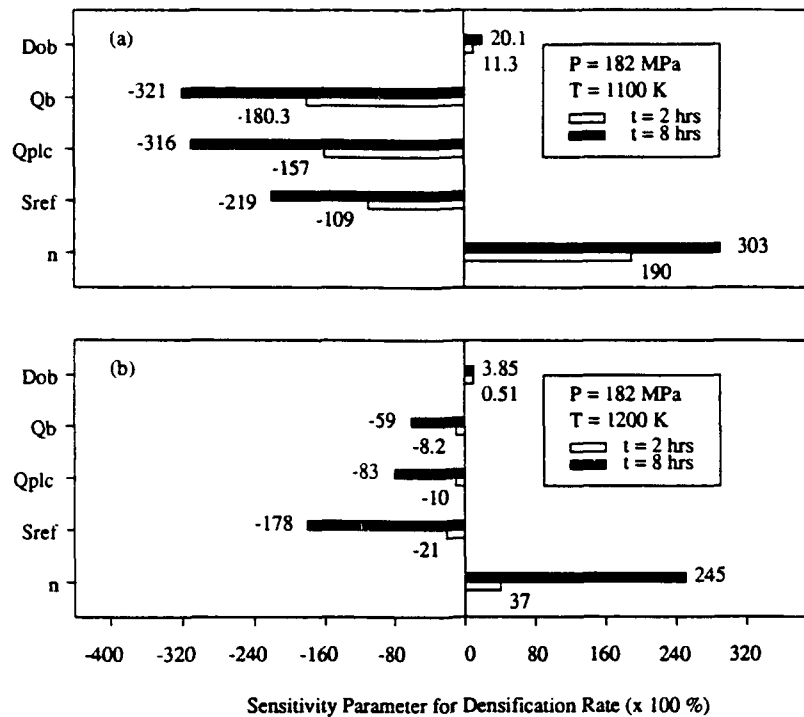 (a)
Dob
20.1
11.3
P = 182 MPa
T = 1100 K
t = 2 hrs
t = 8 hrs
Qb
-321
-180.3
Qplc
-316
-157
Sref
-219
-109
n
303
190
(b)
Dob
3.85
0.51
P = 182 MPa
T = 1200 K
t = 2 hrs
t = 8 hrs
Qb
-59
-8.2
Qplc
-83
-10
Sref
-178
-21
n
245
37
-400 -320 -240 -160 -80 0 80 160 240 320
Sensitivity Parameter for Densification Rate (x 100 %)